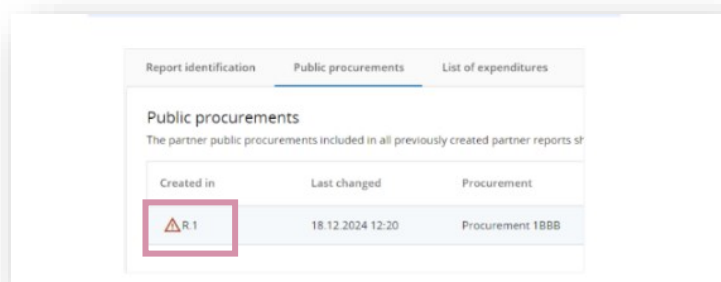 Report identification Public procurements List of expenditures
Public procurements
The partner public procurements included in all previously created partner reports sh
Created in Last changed Procurement
R.1 18.12.2024 12:20 Procurement 1BBB